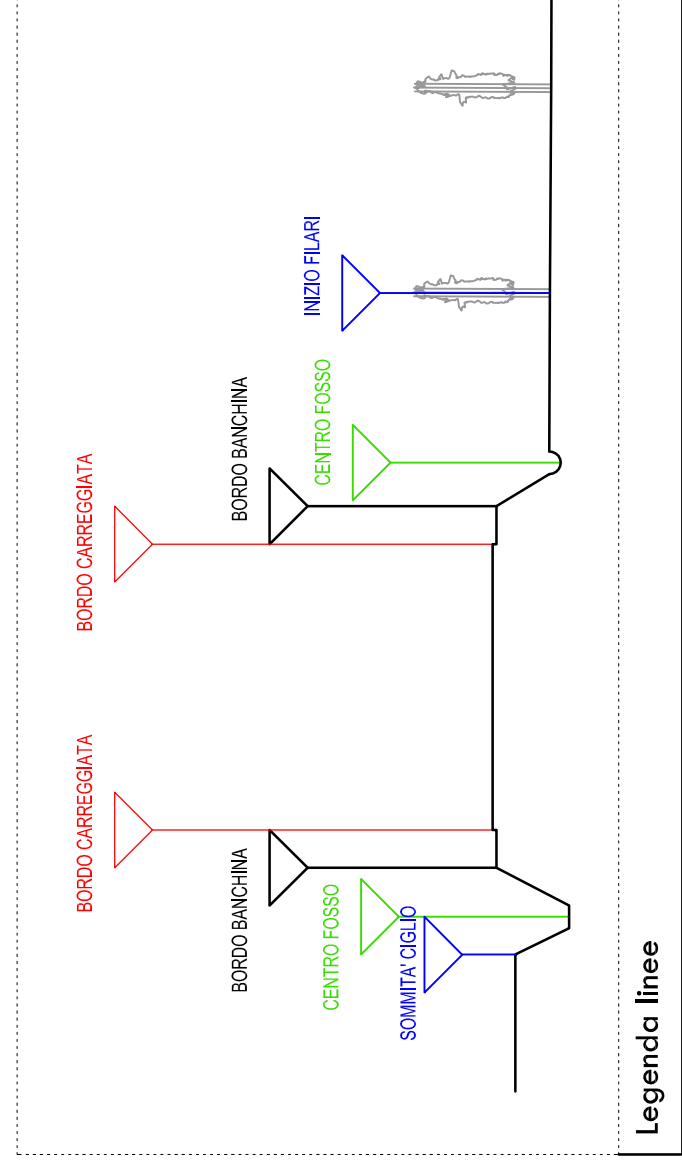 BORDO CARREGGIATA
BORDO CARREGGIATA
BORDO BANCHINA
BORDO BANCHINA
INIZIO FILARI
CENTRO FOSSO
CENTRO FOSSO
SOMMITA' CIGLIO
Legenda linee